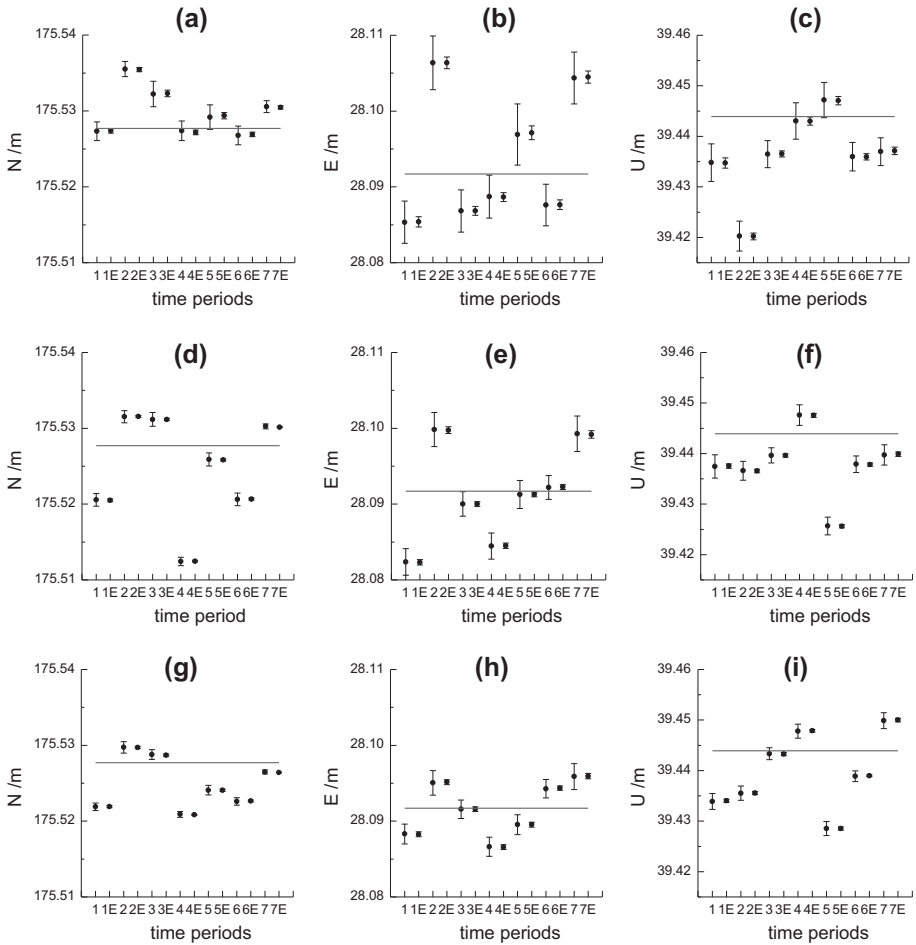 (a)
175.54
175.53
175.52
175.51
N /m
1 1E 2 2E 3 3E 4 4E 5 5E 6 6E 7 7E
time periods
(b)
28.11
28.10
28.09
28.08
E /m
1 1E 2 2E 3 3E 4 4E 5 5E 6 6E 7 7E
time periods
(c)
39.46
39.45
39.44
39.43
39.42
U /m
1 1E 2 2E 3 3E 4 4E 5 5E 6 6E 7 7E
time periods
(d)
175.54
175.53
175.52
175.51
N /m
1 1E 2 2E 3 3E 4 4E 5 5E 6 6E 7 7E
time period
(e)
28.11
28.10
28.09
28.08
E /m
1 1E 2 2E 3 3E 4 4E 5 5E 6 6E 7 7E
time periods
(f)
39.46
39.45
39.44
39.43
39.42
U /m
1 1E 2 2E 3 3E 4 4E 5 5E 6 6E 7 7E
time periods
(g)
175.54
175.53
175.52
175.51
N /m
1 1E 2 2E 3 3E 4 4E 5 5E 6 6E 7 7E
time periods
(h)
28.11
28.10
28.09
28.08
E /m
1 1E 2 2E 3 3E 4 4E 5 5E 6 6E 7 7E
time periods
(i)
39.46
39.45
39.44
39.43
39.42
U /m
1 1E 2 2E 3 3E 4 4E 5 5E 6 6E 7 7E
time periods